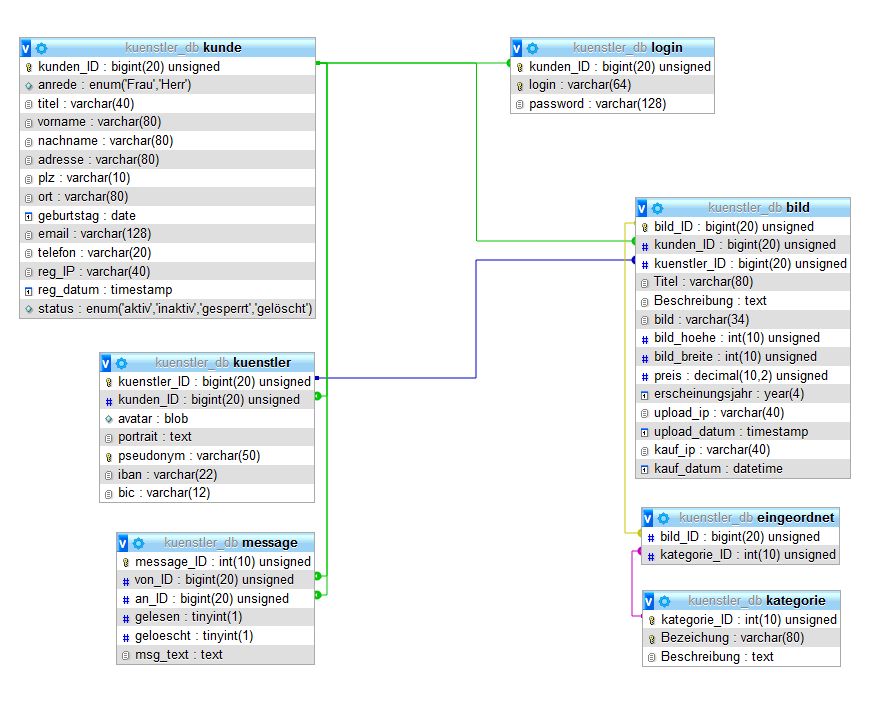 kuenstler_db kunde
kunden_ID : bigint(20) unsigned
anrede : enum('Frau','Herr')
titel : varchar(40)
vorname : varchar(80)
nachname : varchar(80)
adresse : varchar(80)
plz : varchar(10)
ort : varchar(80)
geburtstag : date
email : varchar(128)
telefon : varchar(20)
reg_IP : varchar(40)
reg_datum : timestamp
status : enum('aktiv','inaktiv','gesperrt','gelöscht')
kuenstler_db login
kunden_ID : bigint(20) unsigned
login : varchar(64)
password : varchar(128)
kuenstler_db bild
bild_ID : bigint(20) unsigned
kunden_ID : bigint(20) unsigned
kuenstler_ID : bigint(20) unsigned
Titel : varchar(80)
Beschreibung : text
bild : varchar(34)
bild_hoehe : int(10) unsigned
bild_breite : int(10) unsigned
preis : decimal(10,2) unsigned
erscheinungsjahr : year(4)
upload_ip : varchar(40)
upload_datum : timestamp
kauf_ip : varchar(40)
kauf_datum : datetime
kuenstler_db kuenstler
kuenstler_ID : bigint(20) unsigned
kunden_ID : bigint(20) unsigned
avatar : blob
portrait : text
pseudonym : varchar(50)
iban : varchar(22)
bic : varchar(12)
kuenstler_db message
message_ID : int(10) unsigned
von_ID : bigint(20) unsigned
an_ID : bigint(20) unsigned
gelesen : tinyint(1)
geloescht : tinyint(1)
msg_text : text
kuenstler_db eingeordnet
bild_ID : bigint(20) unsigned
kategorie_ID : int(10) unsigned
kuenstler_db kategorie
kategorie_ID : int(10) unsigned
Bezeichung : varchar(80)
Beschreibung : text